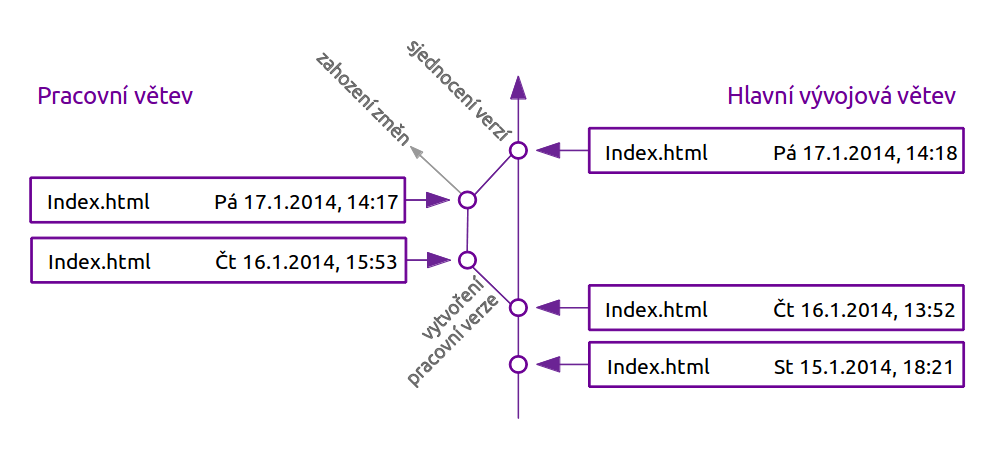 sjednocení verzí
zahození změn
Pracovní větev
Hlavní vývojová větev
Index.html Pá 17.1.2014, 14:18
Index.html Pá 17.1.2014, 14:17
Index.html Čt 16.1.2014, 15:53
vytvoření
pracovní verze
Index.html Čt 16.1.2014, 13:52
Index.html St 15.1.2014, 18:21